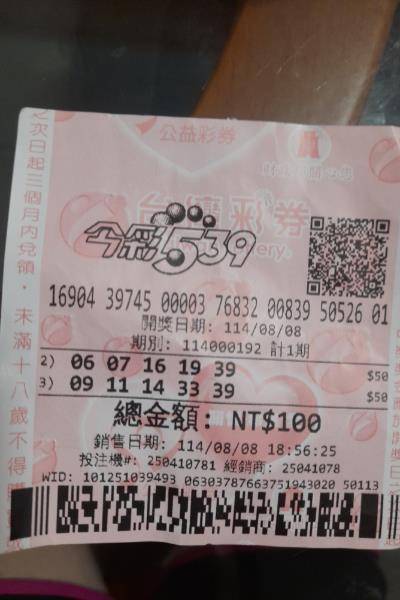 公益彩券
台灣彩券
今彩539
16904 39745 00003 76832 00839 50526 01
開獎日期: 114/08/08
期別: 114000192 計1期
2) 06 07 16 19 39 $50
3) 09 11 14 33 39 $50
總金額: NT$100
銷售日期: 114/08/08 18:56:25
投注機#: 250410781 經銷商: 25041078
WID: 101251039493 06303787663751943020 50113
之次日起三個月內兌領，未滿十八歲不得購